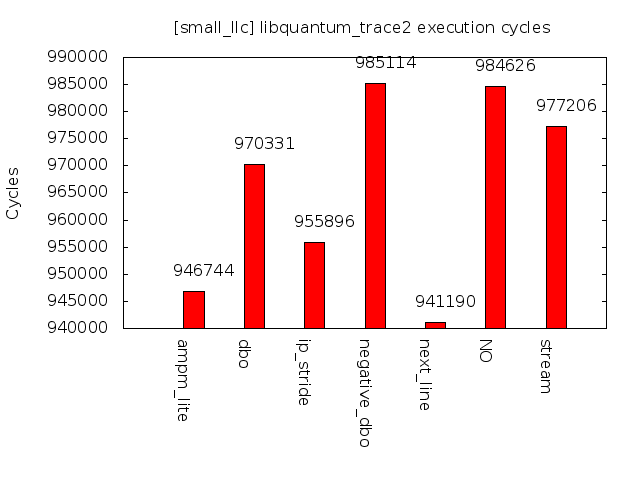 [small_llc] libquantum_trace2 execution cycles
990000
985000
980000
975000
970000
965000
960000
955000
950000
945000
940000
Cycles
946744
970331
955896
985114
941190
984626
977206
ampm_lite
dbo
ip_stride
negative_dbo
next_line
NO
stream